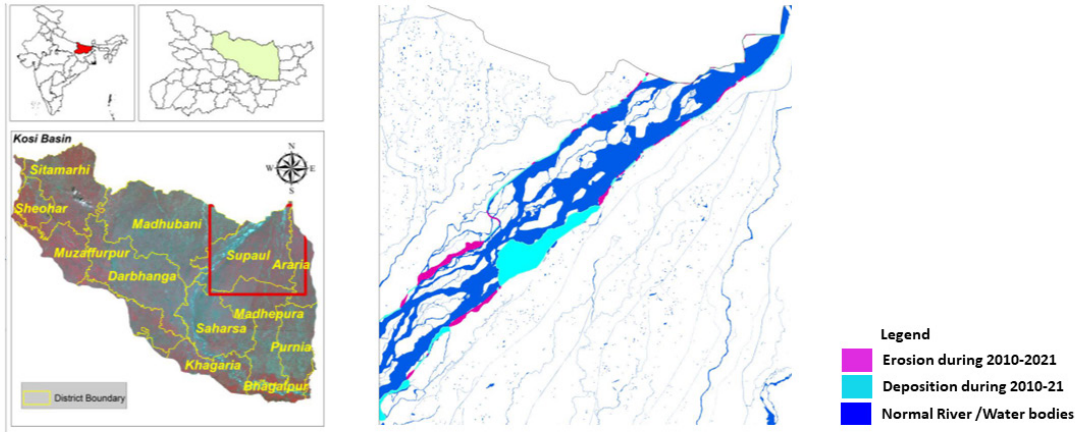 Kosi Basin
N
W E
S
Sitamarhi
Sheohar
Madhubani
Muzaffurpur
Supaul
Araria
Darbhanga
Madhepura
Saharsa
Purnia
Khagaria
Bhagalpur
District Boundary
Legend
Erosion during 2010-2021
Deposition during 2010-21
Normal River /Water bodies